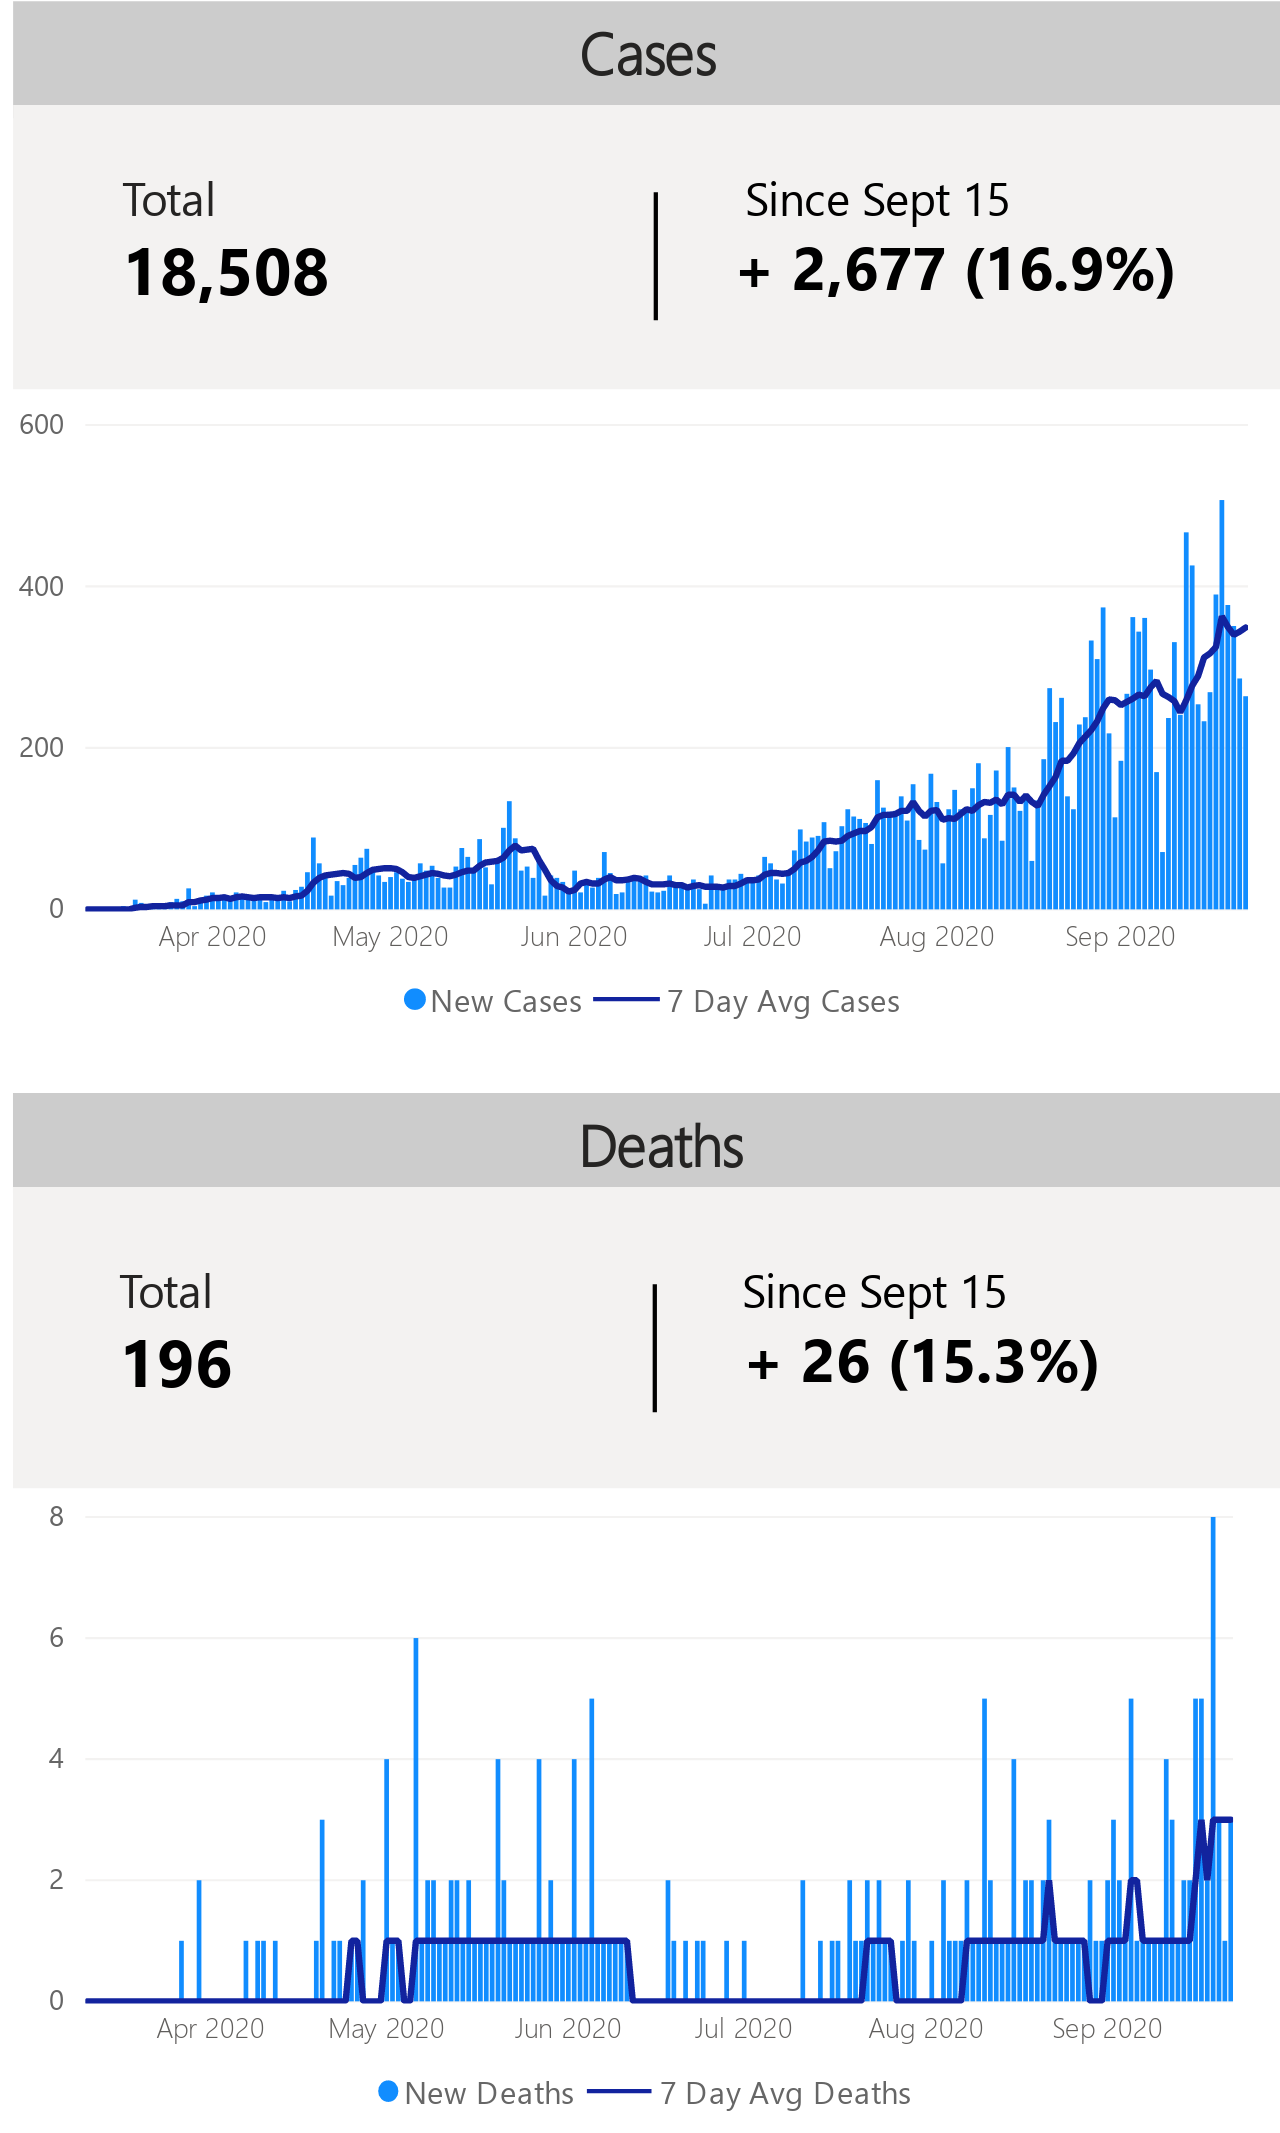 Cases
Total
Since Sept 15
18,508
+ 2,677 (16.9%)
600
400
200
0
Apr 2020
May 2020
Jun 2020
Jul 2020
Aug 2020
Sep 2020
New Cases
7 Day Avg Cases
Deaths
Total
Since Sept 15
196
+ 26 (15.3%)
8
6
4
2
0
Apr 2020
May 2020
Jun 2020
Jul 2020
Aug 2020
Sep 2020
New Deaths
7 Day Avg Deaths